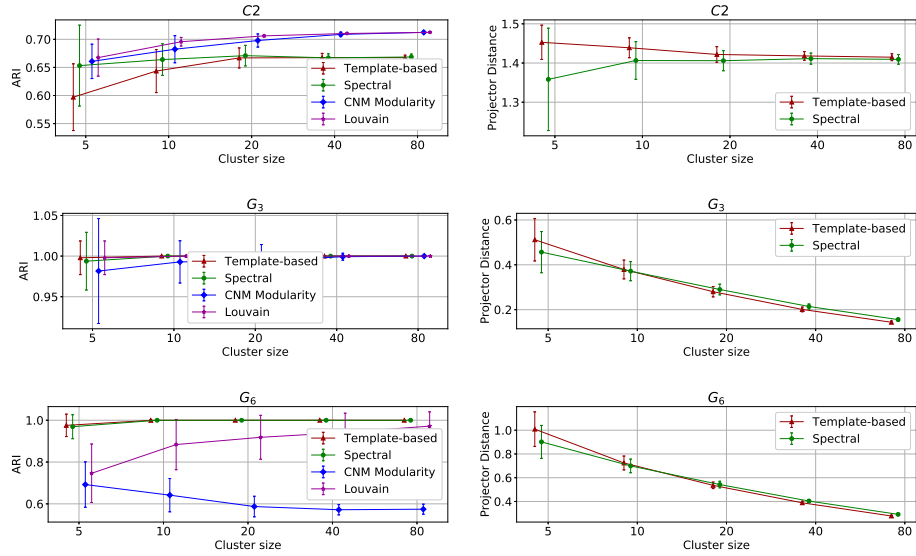 C2
ARI
0.70
0.65
0.60
0.55
5
10
20
40
80
Cluster size
Template-based
Spectral
CNM Modularity
Louvain
C2
Projector Distance
1.5
1.4
1.3
5
10
20
40
80
Cluster size
Template-based
Spectral
G3
ARI
1.05
1.00
0.95
5
10
20
40
80
Cluster size
Template-based
Spectral
CNM Modularity
Louvain
G3
Projector Distance
0.6
0.4
0.2
5
10
20
40
80
Cluster size
Template-based
Spectral
G6
ARI
1.0
0.8
0.6
5
10
20
40
80
Cluster size
Template-based
Spectral
CNM Modularity
Louvain
G6
Projector Distance
1.0
0.8
0.6
0.4
5
10
20
40
80
Cluster size
Template-based
Spectral